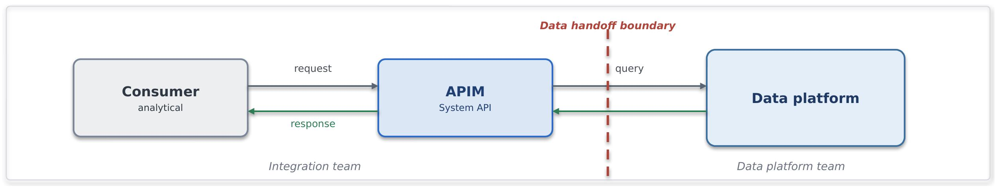 Data handoff boundary
request
query
Consumer
analytical
APIM
System API
Data platform
response
Integration team
Data platform team